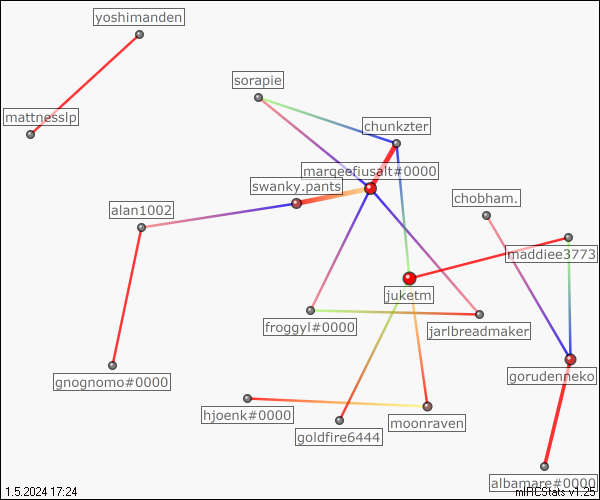 yoshimanden
sorapie
mattnesslp
chunkzter
marqeefiusalt#0000
swanky.pants
chobham.
alan1002
maddiee3773
juketm
froggyl#0000
jarlbreadmaker
gorudenneko
gnognomo#0000
hjoenk#0000
moonraven
goldfire6444
albamare#0000
1.5.2024 17:24
mIRCStats v1.25